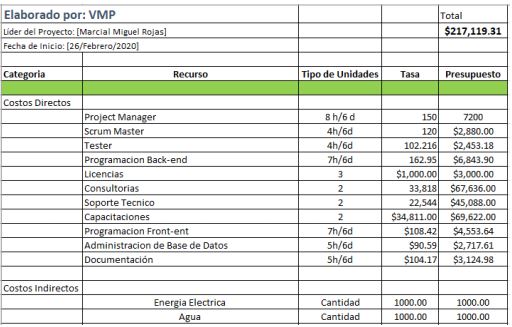 Elaborado por: VMP Total
Líder del Proyecto: [Marcial Miguel Rojas] $217,119.31
Fecha de Inicio: [26/Febrero/2020]
Categoria Recurso Tipo de Unidades Tasa Presupuesto
Costos Directos
Project Manager 8 h/6 d 150 7200
Scrum Master 4h/6d 120 $2,880.00
Tester 4h/6d 102.216 $2,453.18
Programacion Back-end 7h/6d 162.95 $6,843.90
Licencias 3 $1,000.00 $3,000.00
Consultorias 2 33,818 $67,636.00
Soporte Tecnico 2 22,544 $45,088.00
Capacitaciones 2 $34,811.00 $69,622.00
Programacion Front-ent 7h/6d $108.42 $4,553.64
Administracion de Base de Datos 5h/6d $90.59 $2,717.61
Documentación 5h/6d $104.17 $3,124.98
Costos Indirectos
Energia Electrica Cantidad 1000.00 1000.00
Agua Cantidad 1000.00 1000.00